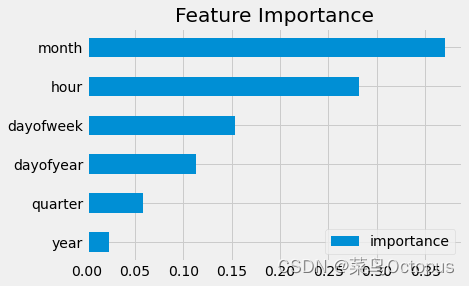 Feature Importance
month
hour
dayofweek
dayofyear
quarter
year
importance
0.00 0.05 0.10 0.15 0.20 0.25 0.30 0.35
CSDN @菜鸟Octopus